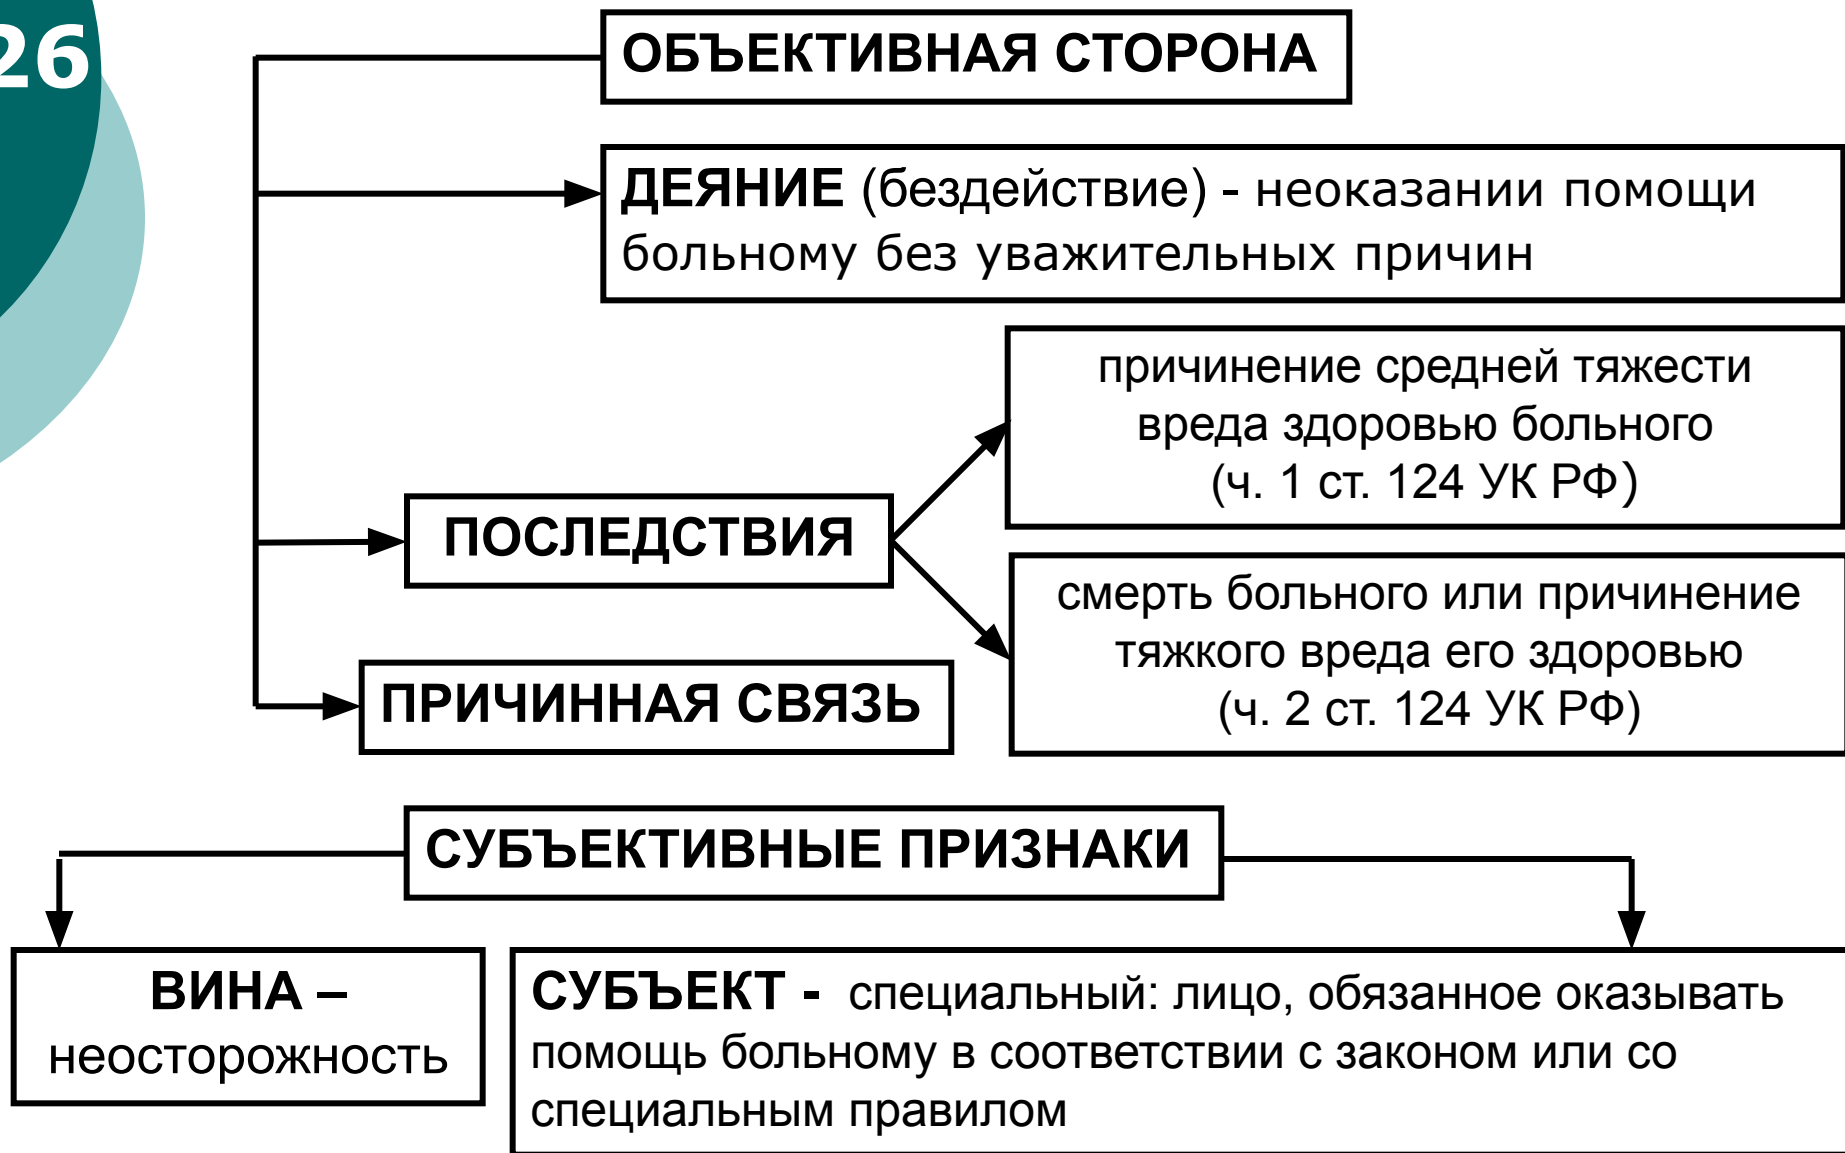 26
ОБЪЕКТИВНАЯ СТОРОНА
ДЕЯНИЕ (бездействие) - неоказании помощи
больному без уважительных причин
причинение средней тяжести
вреда здоровью больного
(ч. 1 ст. 124 УК РФ)
ПОСЛЕДСТВИЯ
смерть больного или причинение
тяжкого вреда его здоровью
(ч. 2 ст. 124 УК РФ)
ПРИЧИННАЯ СВЯЗЬ
СУБЪЕКТИВНЫЕ ПРИЗНАКИ
ВИНА –
неосторожность
СУБЪЕКТ - специальный: лицо, обязанное оказывать
помощь больному в соответствии с законом или со
специальным правилом